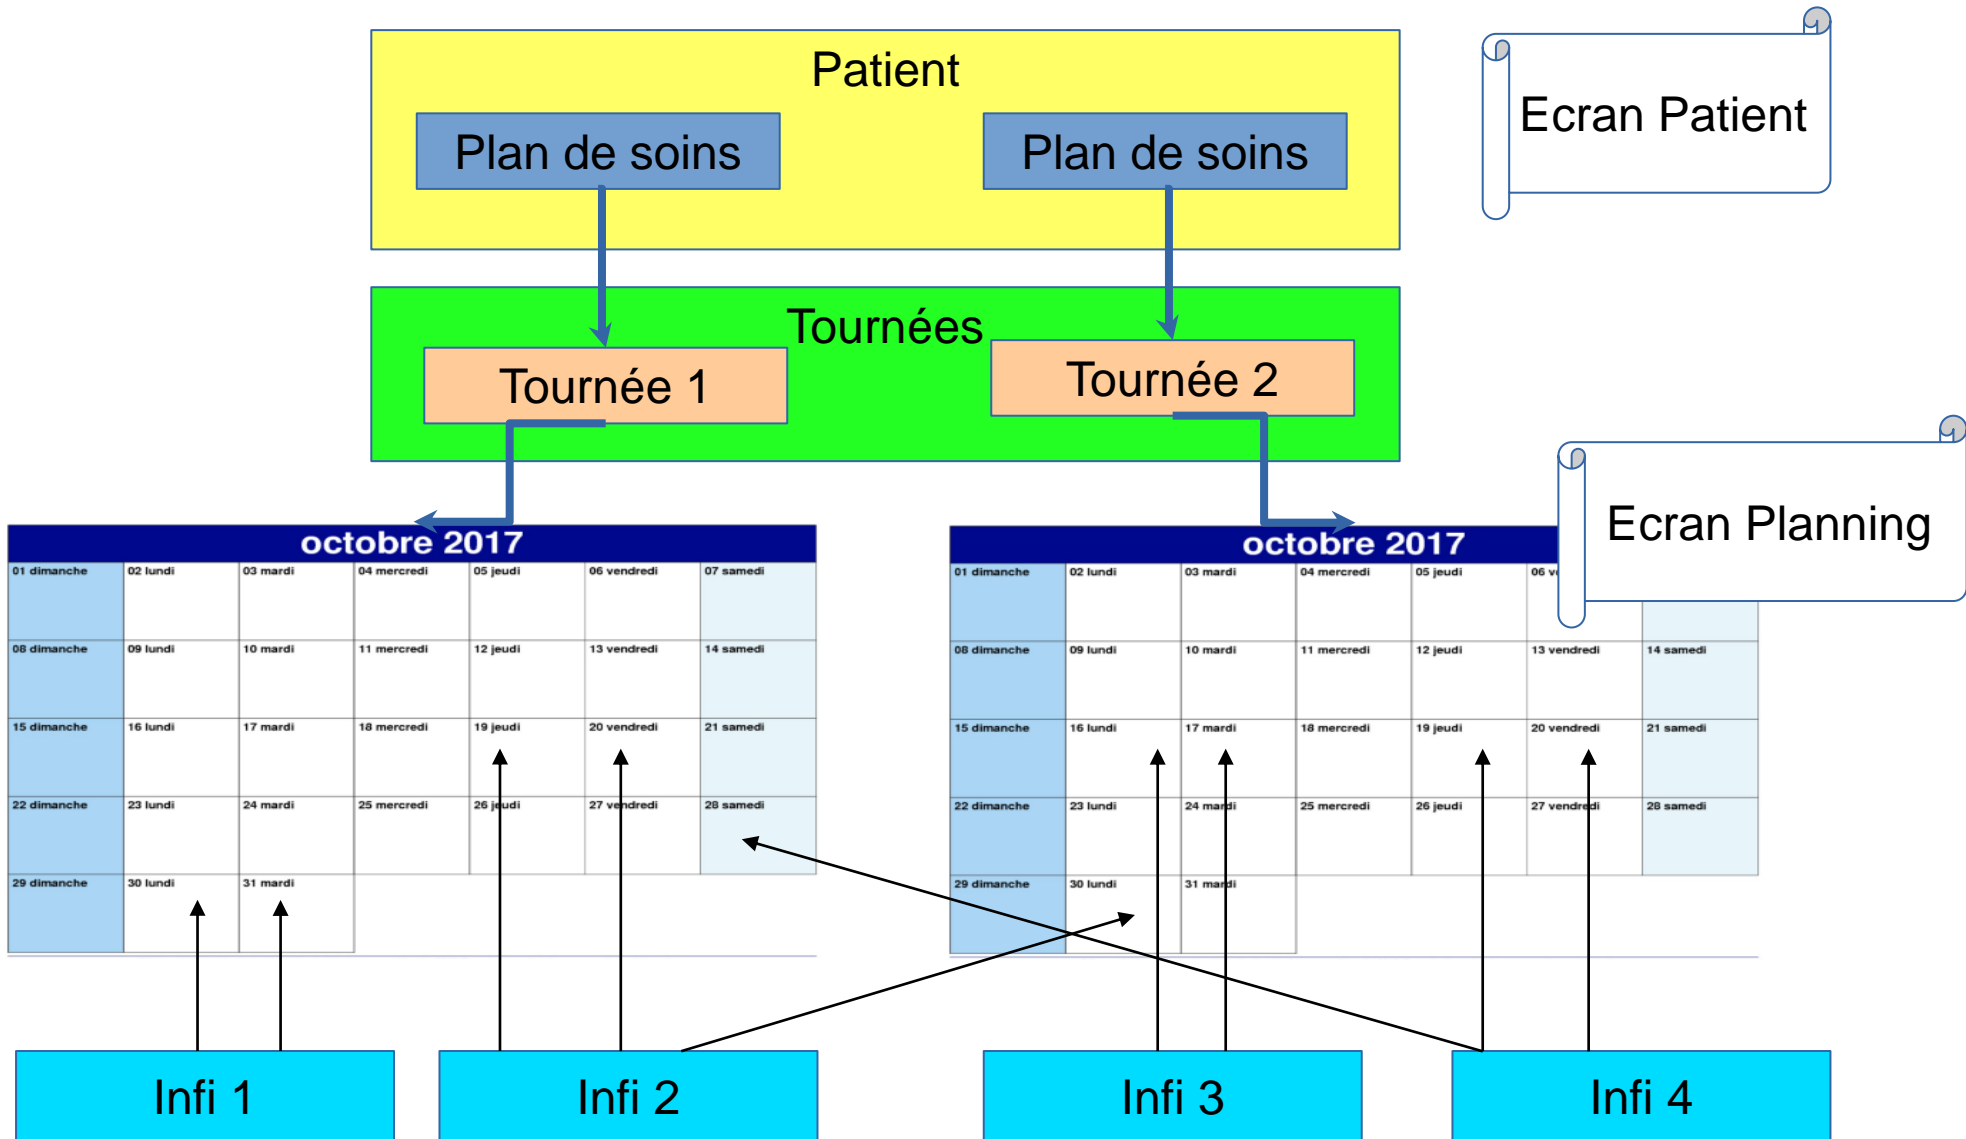 Patient
Ecran Patient
Plan de soins
Plan de soins
Tournées
Tournée 1
Tournée 2
Ecran Planning
octobre 2017
01 dimanche 02 lundi 03 mardi 04 mercredi 05 jeudi 06 vendredi 07 samedi
08 dimanche 09 lundi 10 mardi 11 mercredi 12 jeudi 13 vendredi 14 samedi
15 dimanche 16 lundi 17 mardi 18 mercredi 19 jeudi 20 vendredi 21 samedi
22 dimanche 23 lundi 24 mardi 25 mercredi 26 jeudi 27 vendredi 28 samedi
29 dimanche 30 lundi 31 mardi
octobre 2017
01 dimanche 02 lundi 03 mardi 04 mercredi 05 jeudi 06
08 dimanche 09 lundi 10 mardi 11 mercredi 12 jeudi 13 vendredi 14 samedi
15 dimanche 16 lundi 17 mardi 18 mercredi 19 jeudi 20 vendredi 21 samedi
22 dimanche 23 lundi 24 mardi 25 mercredi 26 jeudi 27 vendredi 28 samedi
29 dimanche 30 lundi 31 mardi
Infi 1
Infi 2
Infi 3
Infi 4